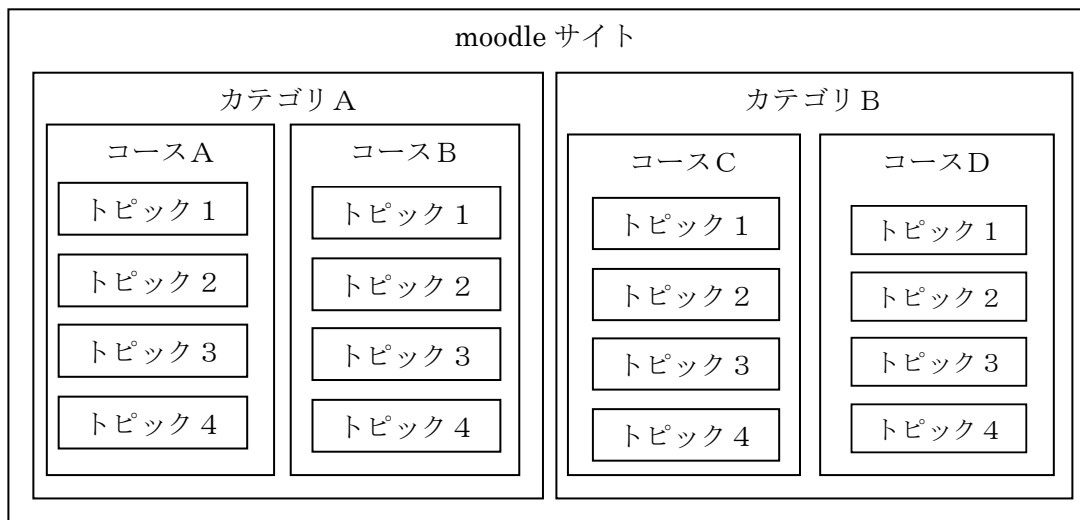 moodle サイト
カテゴリA
コースA
トピック1
トピック2
トピック3
トピック4
コースB
トピック1
トピック2
トピック3
トピック4
カテゴリB
コースC
トピック1
トピック2
トピック3
トピック4
コースD
トピック1
トピック2
トピック3
トピック4